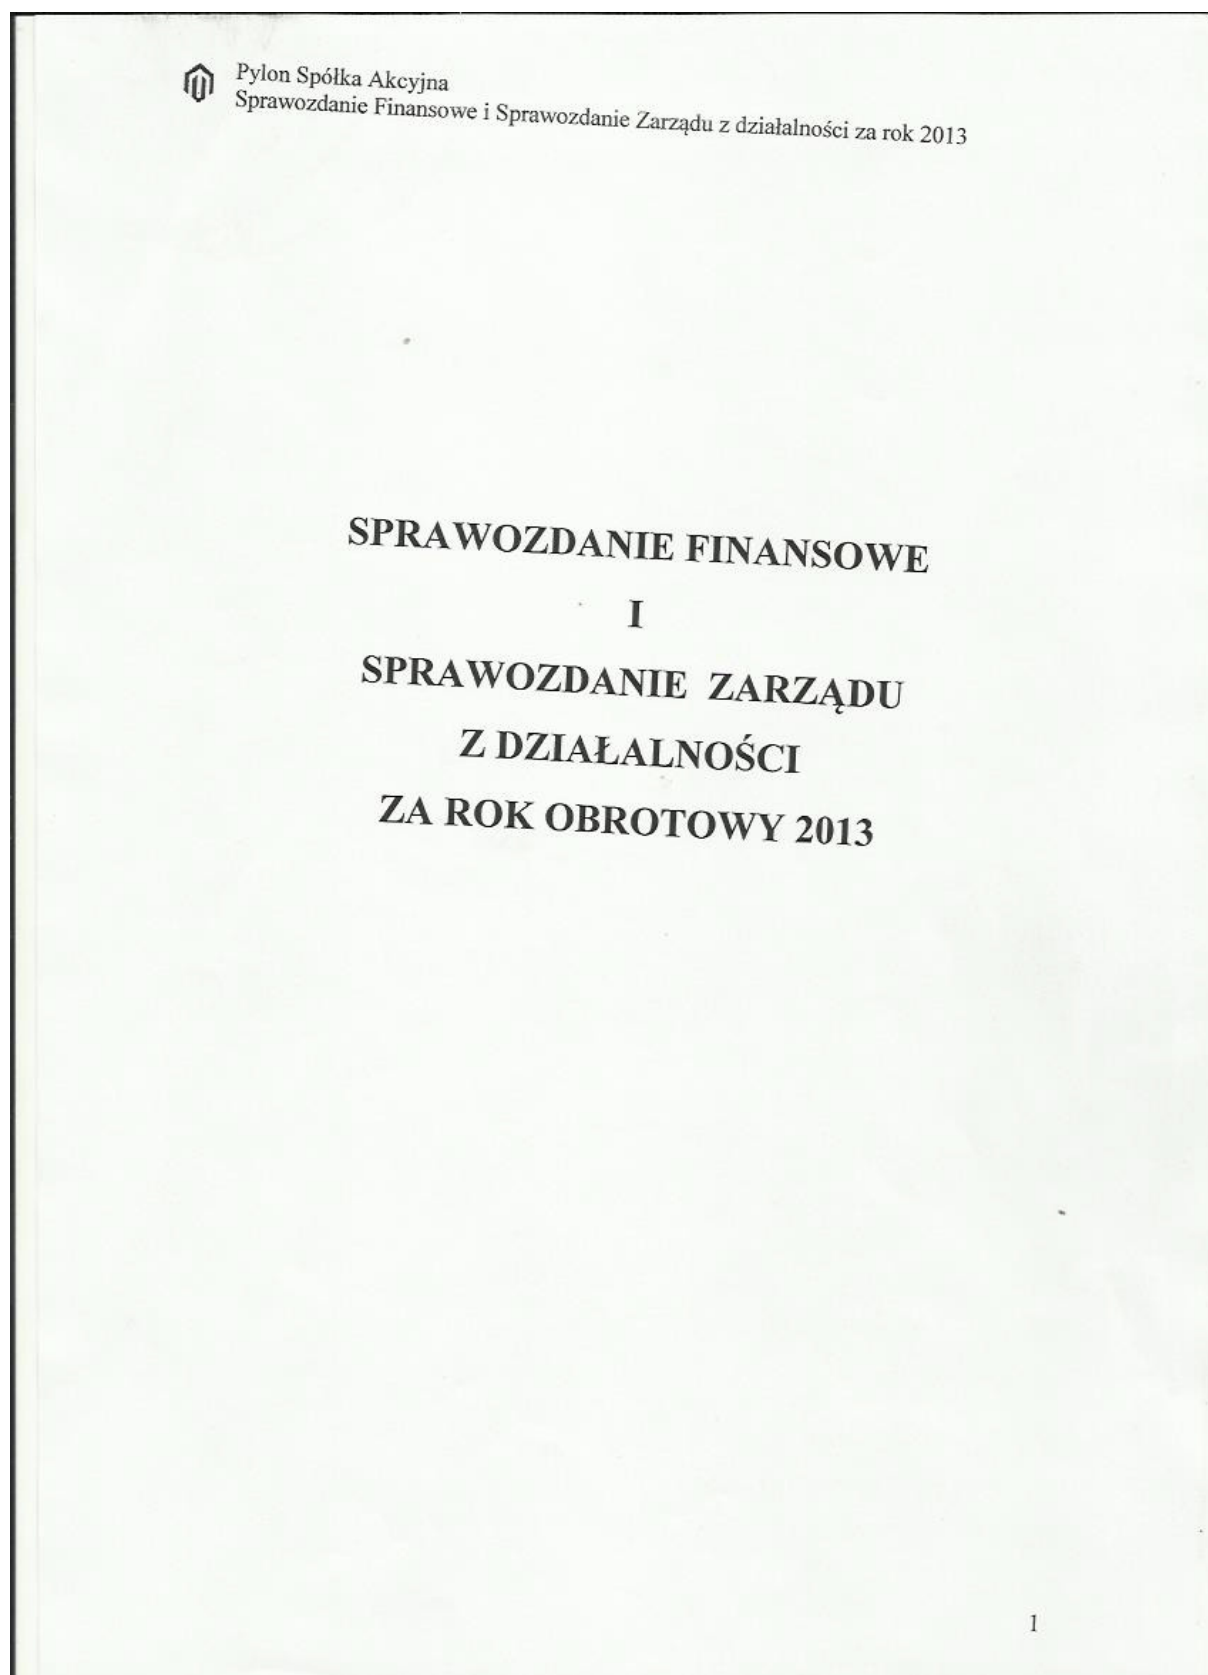 Pylon Spółka Akcyjna
Sprawozdanie Finansowe i Sprawozdanie Zarządu z działalności za rok 2013
SPRAWOZDANIE FINANSOWE
I
SPRAWOZDANIE ZARZĄDU
Z DZIAŁALNOŚCI
ZA ROK OBROTOWY 2013
1